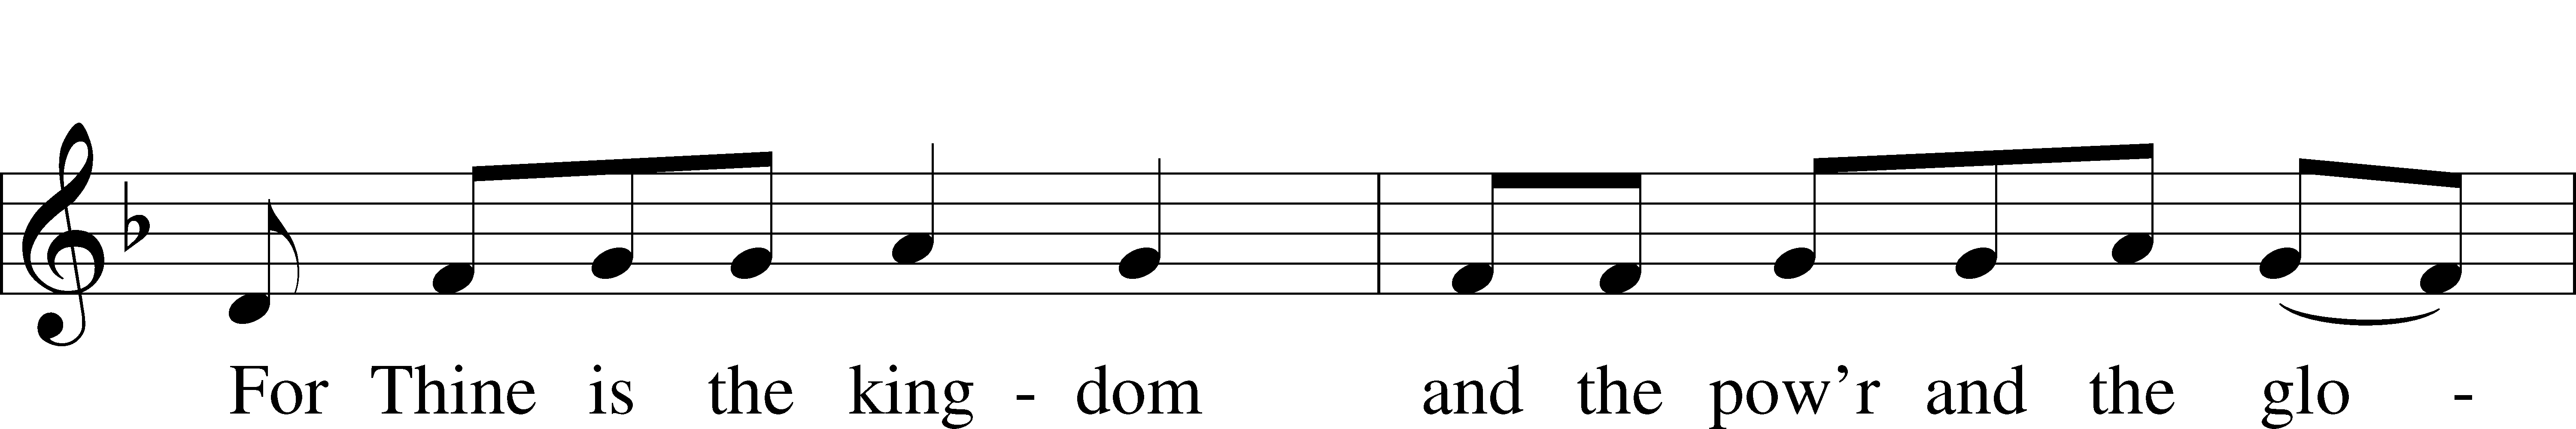 For Thine is the king - dom and the pow’r and the glo -